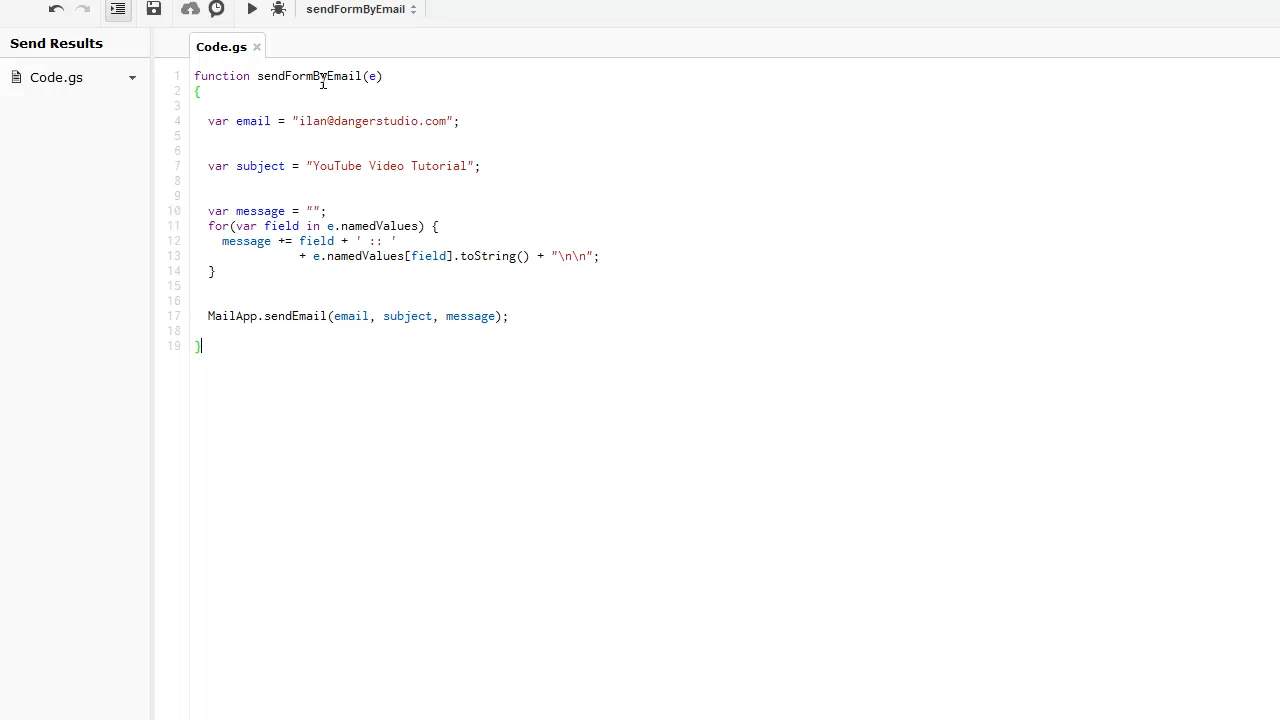 sendFormByEmail
Send Results
Code.gs
Code.gs
1 function sendFormByEmail(e)
2 {
3
4 var email = "ilan@dangerstudio.com";
5
6
7 var subject = "YouTube Video Tutorial";
8
9
10 var message = "";
11 for(var field in e.namedValues) {
12 message += field + ' :: '
13 + e.namedValues[field].toString() + "\n\n";
14 }
15
16
17 MailApp.sendEmail(email, subject, message);
18
19 }